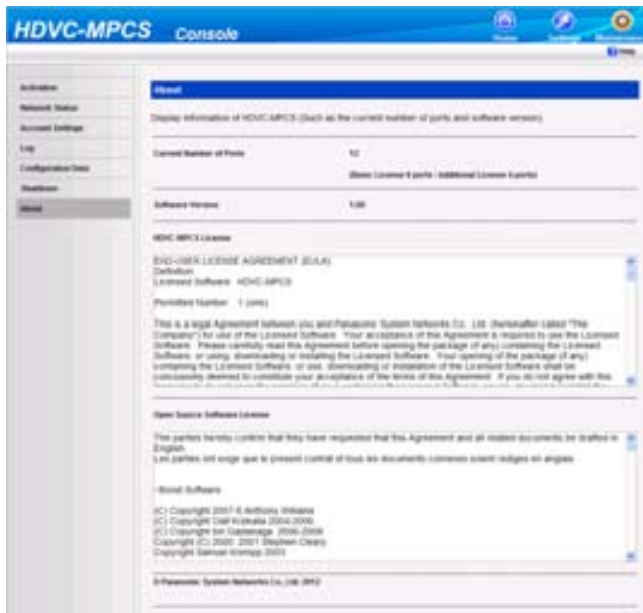 HDVC-MPCS Console
Home Settings Maintenance
Help
Activation
Network Status
Account Settings
Log
Configuration Data
Shutdown
About
About
Display information of HDVC-MPCS (Such as the current number of ports and software version).
Current Number of Ports 12
(Basic License 6 ports / Additional License 6 ports)
Software Version 1.00
HDVC-MPCS License
END-USER LICENSE AGREEMENT (EULA)
Definition
Licensed Software HDVC-MPCS
Permitted Number 1 (one)
This is a legal Agreement between you and Panasonic System Networks Co., Ltd. (hereinafter called "The
Company") for use of the Licensed Software. Your acceptance of this Agreement is required to use the Licensed
Software. Please carefully read this Agreement before opening the package (if any) containing the Licensed
Software, or using, downloading or installing the Licensed Software. Your opening of the package (if any)
containing the Licensed Software, or use, downloading or installation of the Licensed Software shall be
conclusively deemed to constitute your acceptance of the terms of this Agreement. If you do not agree with this
Open Source Software License
The parties hereby confirm that they have requested that this Agreement and all related documents be drafted in
English.
Les parties ont exigé que le present contrat et tous les documents connexes soient rediges en anglais.
- Boost Software
(C) Copyright 2007-8 Anthony Williams
(C) Copyright Olaf Krzikalla 2004-2006
(C) Copyright Ion Gaztanaga 2006-2009
Copyright (C) 2000, 2001 Stephen Cleary
Copyright Samuel Krempp 2003
© Panasonic System Networks Co., Ltd. 2012